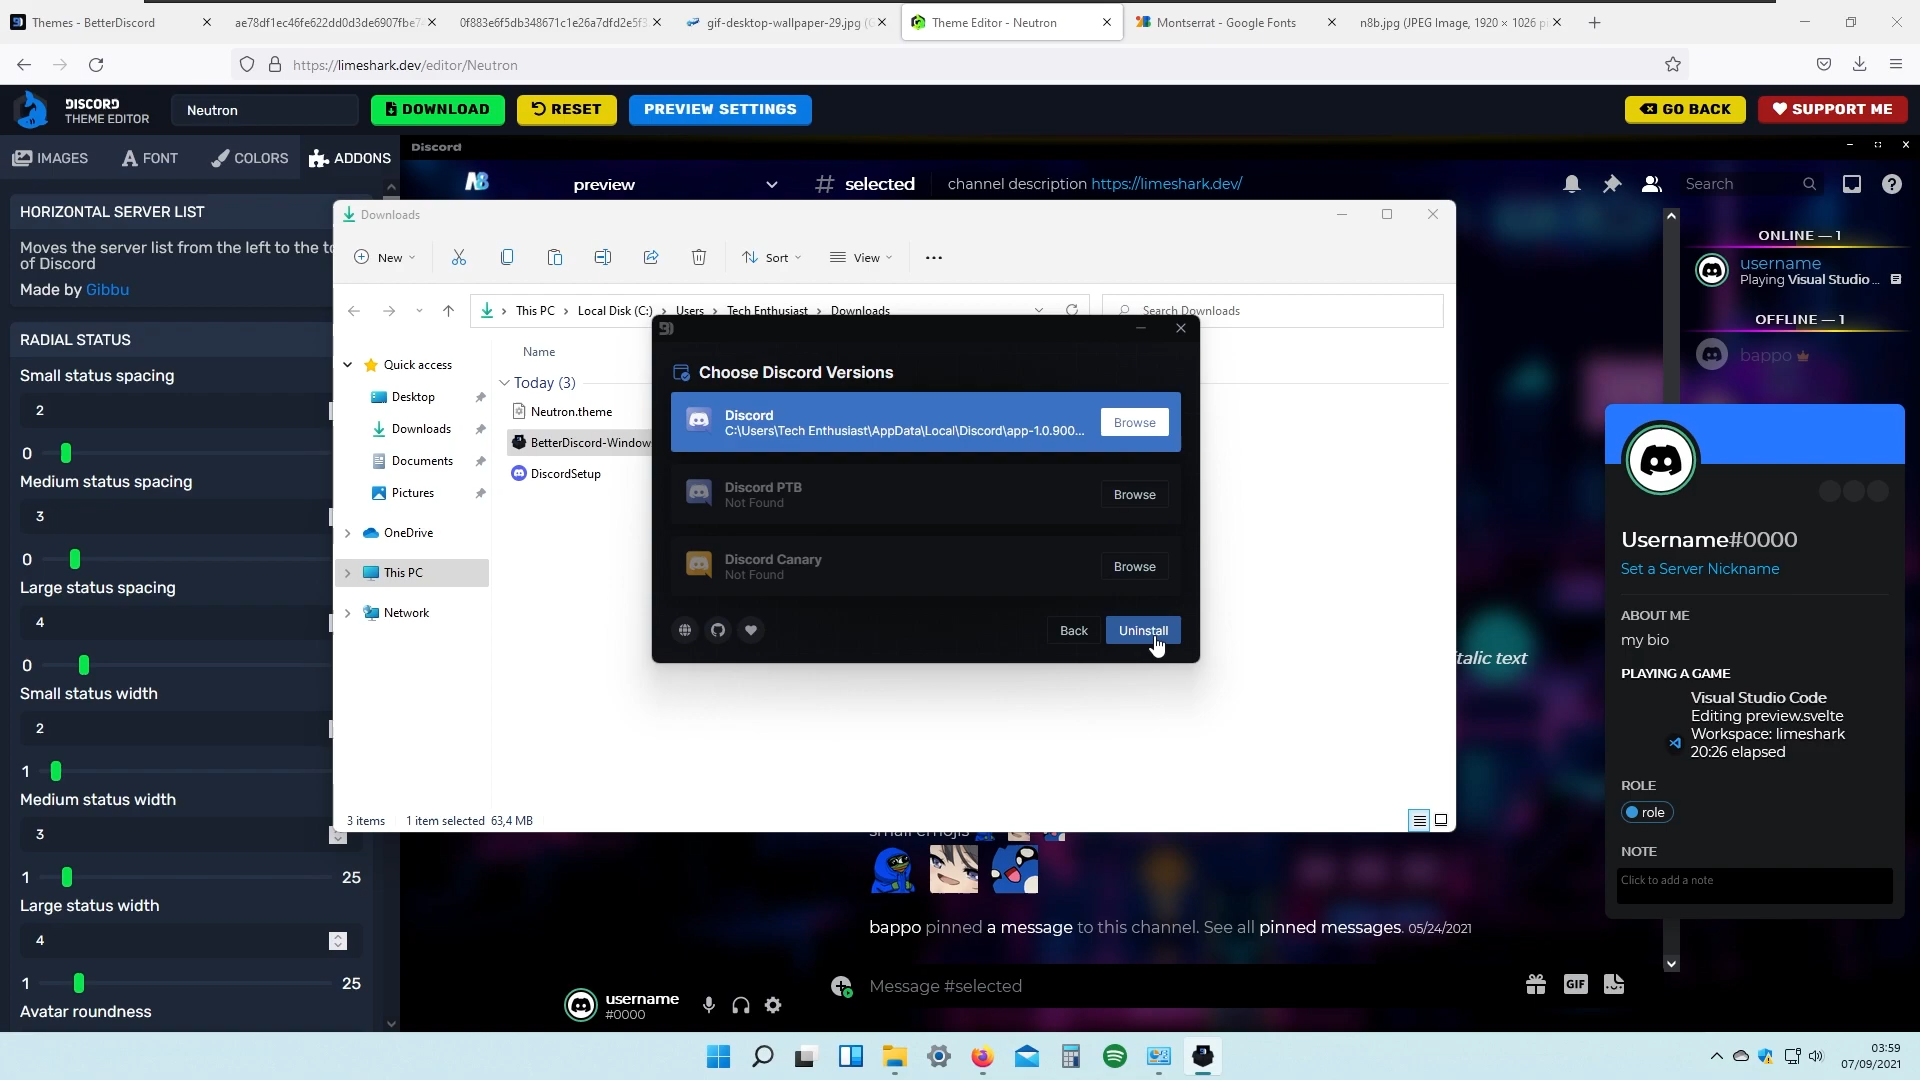 Themes - BetterDiscord
ae78df1ec46fe622dd0d3de6907fbe7
0f883e6f5db348671c1e26a7dfd2e5f3
gif-desktop-wallpaper-29.jpg (
Theme Editor - Neutron
Montserrat - Google Fonts
n8b.jpg (JPEG Image, 1920 × 1026 p
https://limeshark.dev/editor/Neutron
DISCORD
THEME EDITOR
Neutron
DOWNLOAD
RESET
PREVIEW SETTINGS
GO BACK
SUPPORT ME
IMAGES
FONT
COLORS
ADDONS
Discord
N8
preview
selected
channel description https://limeshark.dev/
Search
HORIZONTAL SERVER LIST
Moves the server list from the left to the to
of Discord
Made by Gibbu
RADIAL STATUS
Small status spacing
2
0
Medium status spacing
3
0
Large status spacing
4
0
Small status width
2
1
Medium status width
3
1
25
Large status width
4
1
25
Avatar roundness
Downloads
New
Sort
View
This PC
Local Disk (C:)
Users
Tech Enthusiast
Downloads
Search Downloads
Quick access
Desktop
Downloads
Documents
Pictures
OneDrive
This PC
Network
Name
Today (3)
Neutron.theme
BetterDiscord-Window
DiscordSetup
3 items
1 item selected 63,4 MB
Choose Discord Versions
Discord
C:\Users\Tech Enthusiast\AppData\Local\Discord\app-1.0.900...
Browse
Discord PTB
Not Found
Browse
Discord Canary
Not Found
Browse
Back
Uninstall
ONLINE — 1
username
Playing Visual Studio ...
OFFLINE — 1
bappo
Username#0000
Set a Server Nickname
ABOUT ME
my bio
PLAYING A GAME
Visual Studio Code
Editing preview.svelte
Workspace: limeshark
20:26 elapsed
ROLE
role
NOTE
Click to add a note
talic text
small emojis
bappo pinned a message to this channel. See all pinned messages. 05/24/2021
Message #selected
GIF
username
#0000
03:59
07/09/2021